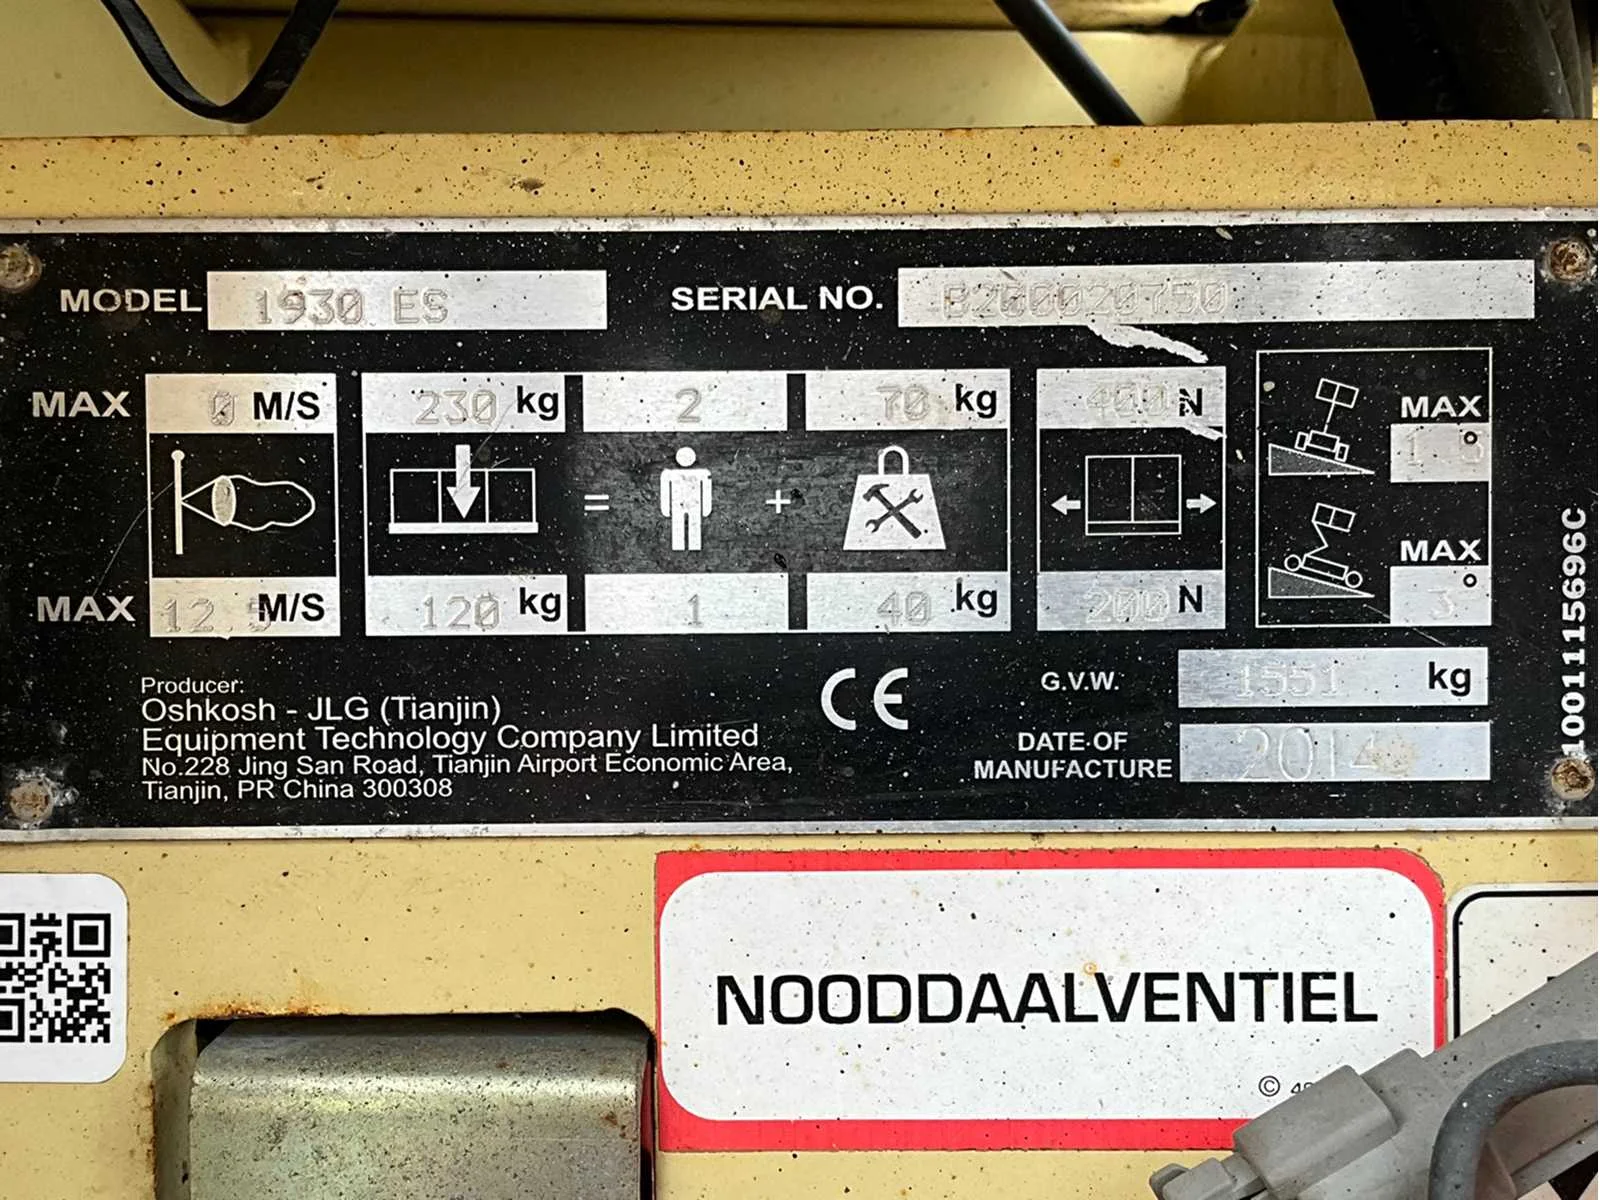 MODEL 1930 ES SERIAL NO. B200020750
MAX 0 M/S 230 kg 2 70 kg 400 N MAX 1.5°
= +
MAX 3°
MAX 12.5 M/S 120 kg 1 40 kg 200 N
Producer:
Oshkosh - JLG (Tianjin)
Equipment Technology Company Limited
No.228 Jing San Road, Tianjin Airport Economic Area,
Tianjin, PR China 300308
CE
G.V.W. 1551 kg
DATE OF
MANUFACTURE 2014
1001115696C
NOODDAALVENTIEL
©